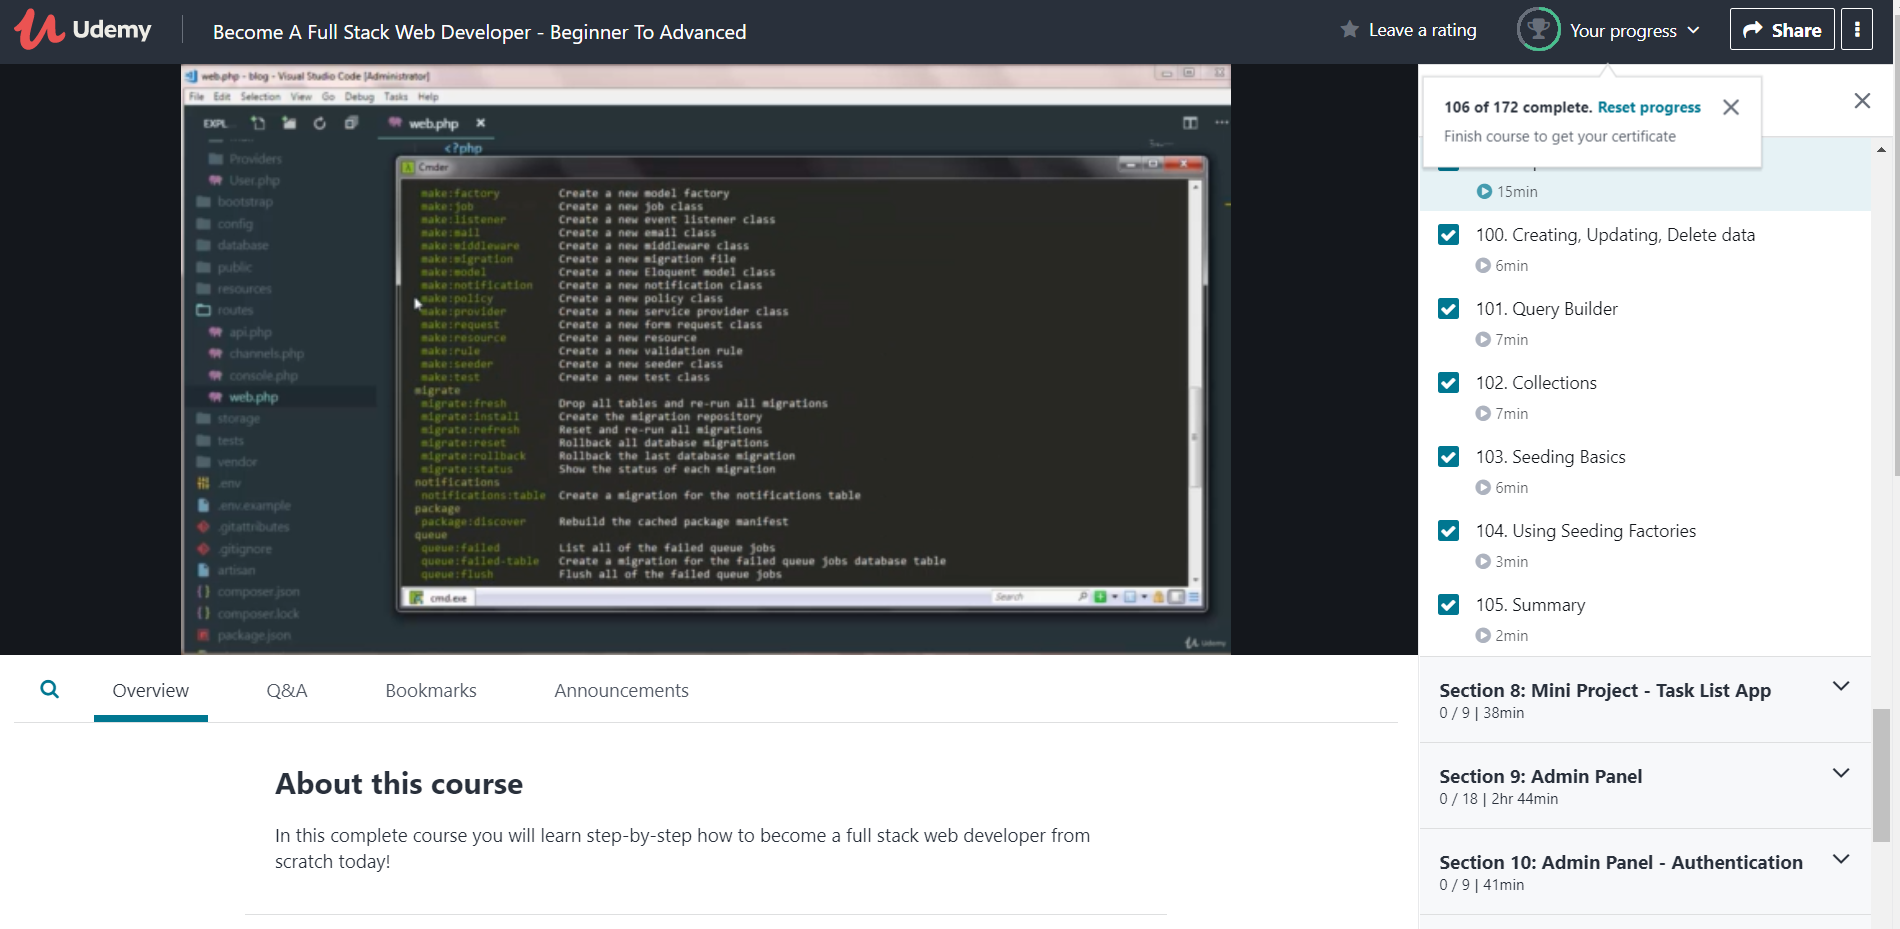 Udemy
Become A Full Stack Web Developer - Beginner To Advanced
Leave a rating
Your progress
Share
web.php - blog - Visual Studio Code [Administrator]
File Edit Selection View Go Debug Tasks Help
EXPL...
web.php
<?php
Providers
User.php
bootstrap
config
database
public
resources
routes
api.php
channels.php
console.php
web.php
storage
tests
vendor
.env
.env.example
.gitattributes
.gitignore
artisan
composer.json
composer.lock
package.json
Cmder
make:factory Create a new model factory
make:job Create a new job class
make:listener Create a new event listener class
make:mail Create a new email class
make:middleware Create a new middleware class
make:migration Create a new migration file
make:model Create a new Eloquent model class
make:notification Create a new notification class
make:policy Create a new policy class
make:provider Create a new service provider class
make:request Create a new form request class
make:resource Create a new resource
make:rule Create a new validation rule
make:seeder Create a new seeder class
make:test Create a new test class
migrate
migrate:fresh Drop all tables and re-run all migrations
migrate:install Create the migration repository
migrate:refresh Reset and re-run all migrations
migrate:reset Rollback all database migrations
migrate:rollback Rollback the last database migration
migrate:status Show the status of each migration
notifications
notifications:table Create a migration for the notifications table
package
package:discover Rebuild the cached package manifest
queue
queue:failed List all of the failed queue jobs
queue:failed-table Create a migration for the failed queue jobs database table
queue:flush Flush all of the failed queue jobs
cmd.exe
Search
Udemy
106 of 172 complete. Reset progress
Finish course to get your certificate
15min
100. Creating, Updating, Delete data
6min
101. Query Builder
7min
102. Collections
7min
103. Seeding Basics
6min
104. Using Seeding Factories
3min
105. Summary
2min
Section 8: Mini Project - Task List App
0 / 9 | 38min
Section 9: Admin Panel
0 / 18 | 2hr 44min
Section 10: Admin Panel - Authentication
0 / 9 | 41min
Overview
Q&A
Bookmarks
Announcements
About this course
In this complete course you will learn step-by-step how to become a full stack web developer from
scratch today!